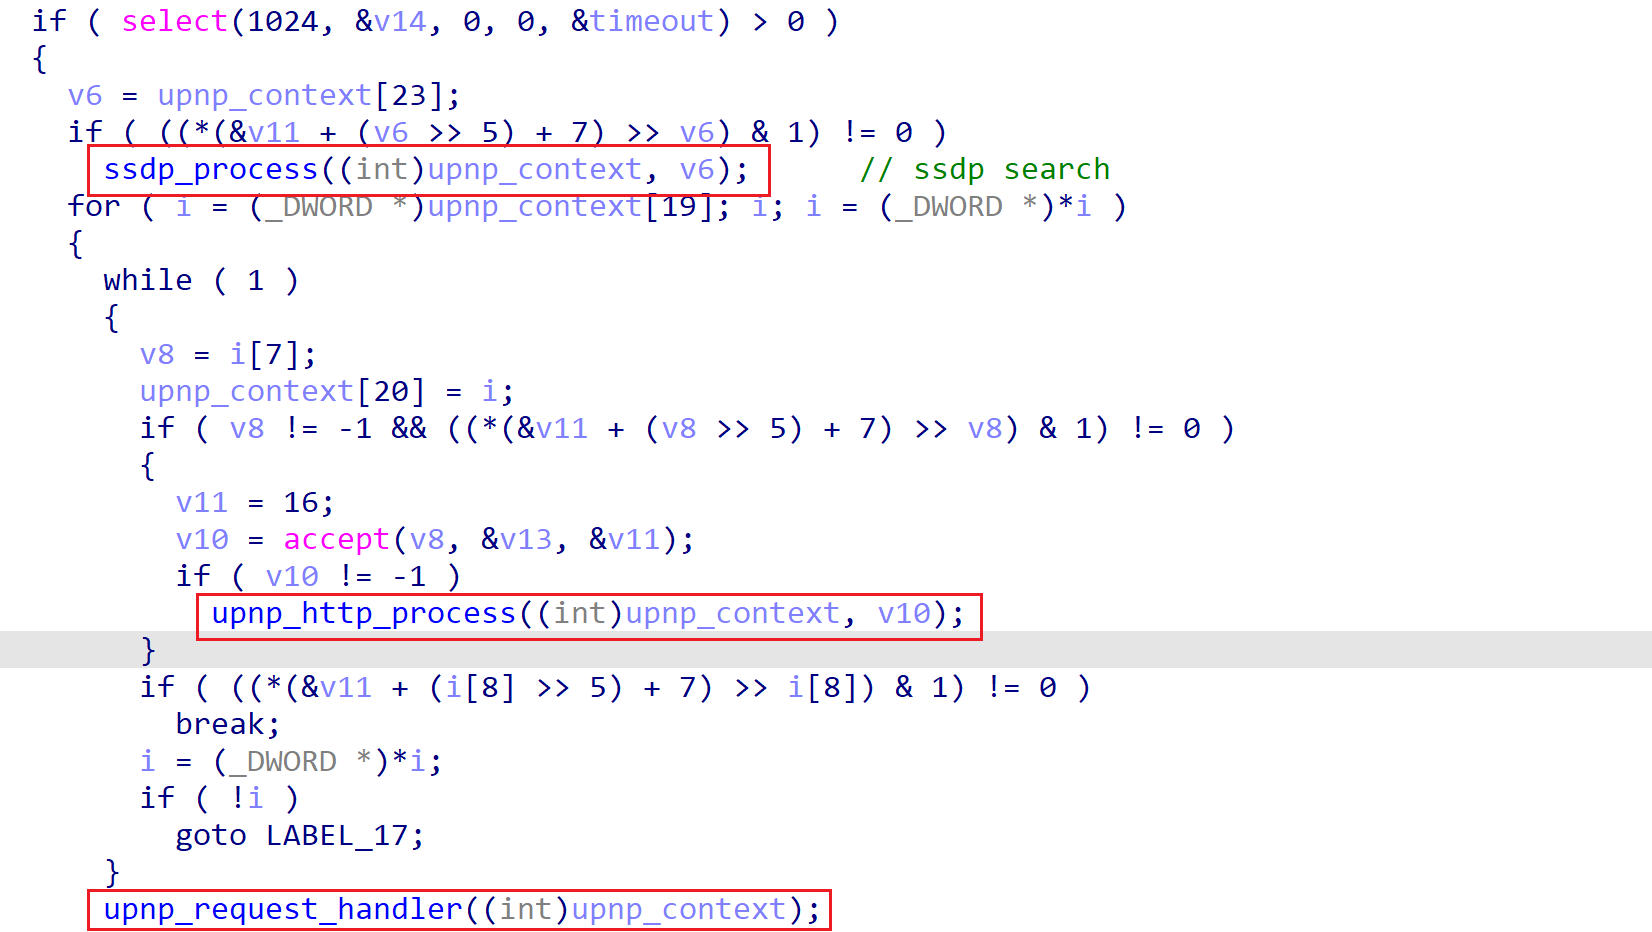 if ( select(1024, &v14, 0, 0, &timeout) > 0 )
{
v6 = upnp_context[23];
if ( ((*(&v11 + (v6 >> 5) + 7) >> v6) & 1) != 0 )
ssdp_process((int)upnp_context, v6); // ssdp search
for ( i = (_DWORD *)upnp_context[19]; i; i = (_DWORD *)*i )
{
while ( 1 )
{
v8 = i[7];
upnp_context[20] = i;
if ( v8 != -1 && ((*(&v11 + (v8 >> 5) + 7) >> v8) & 1) != 0 )
{
v11 = 16;
v10 = accept(v8, &v13, &v11);
if ( v10 != -1 )
upnp_http_process((int)upnp_context, v10);
}
if ( ((*(&v11 + (i[8] >> 5) + 7) >> i[8]) & 1) != 0 )
break;
i = (_DWORD *)*i;
if ( !i )
goto LABEL_17;
}
upnp_request_handler((int)upnp_context);